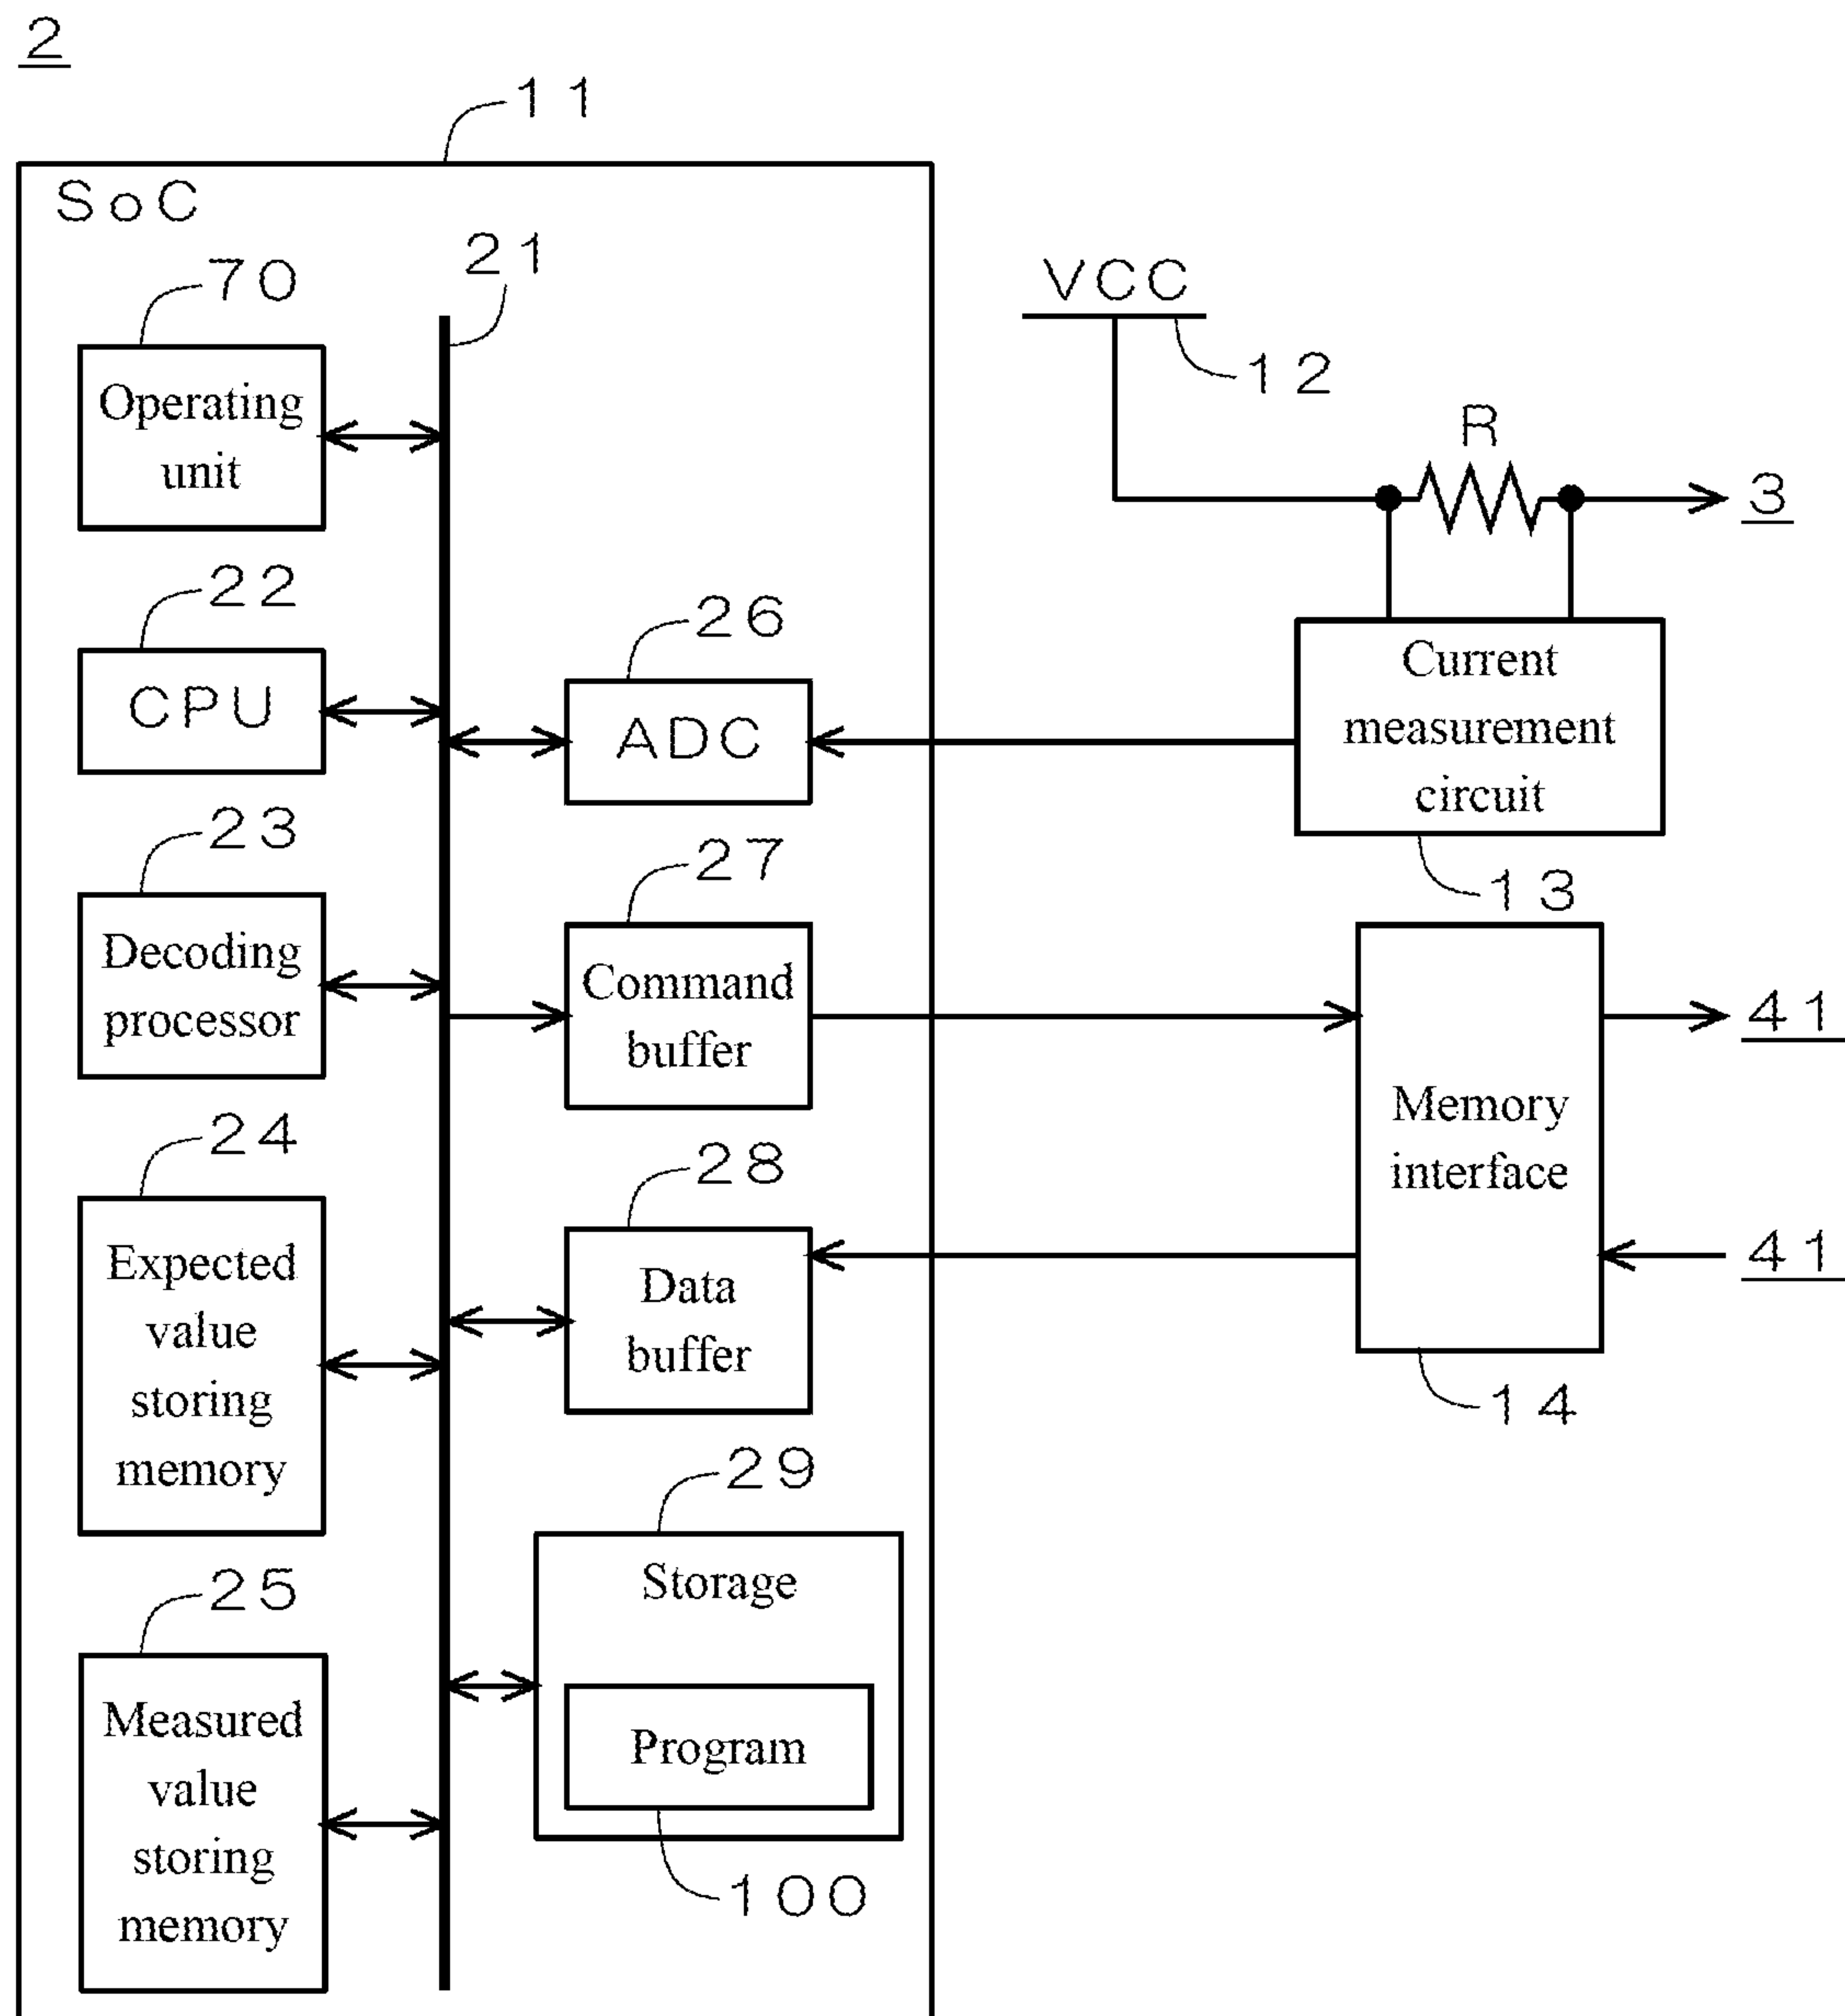 2
11
SoC
21
70
Operating
unit
VCC
12
R
3
22
CPU
26
ADC
Current
measurement
circuit
13
23
Decoding
processor
27
Command
buffer
41
Memory
interface
41
14
24
Expected
value
storing
memory
28
Data
buffer
29
Storage
Program
100
25
Measured
value
storing
memory